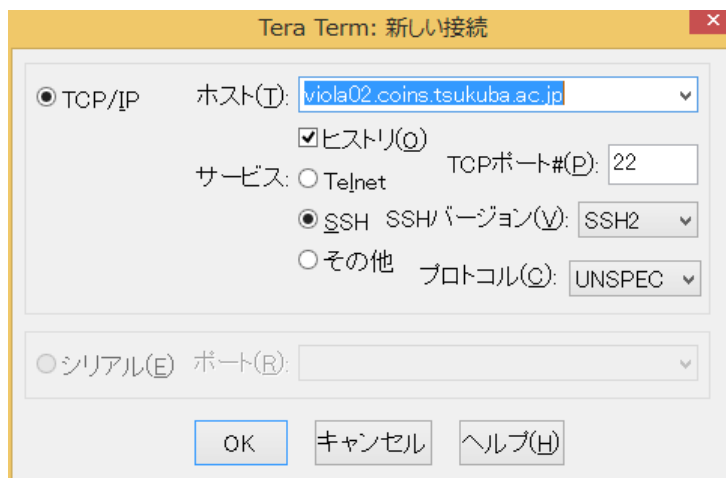 Tera Term: 新しい接続
TCP/IP ホスト(T): viola02.coins.tsukuba.ac.jp
ヒストリ(O)
サービス: Telnet TCPポート#(P): 22
SSH SSHバージョン(V): SSH2
その他 プロトコル(C): UNSPEC
シリアル(E) ポート(R):
OK キャンセル ヘルプ(H)